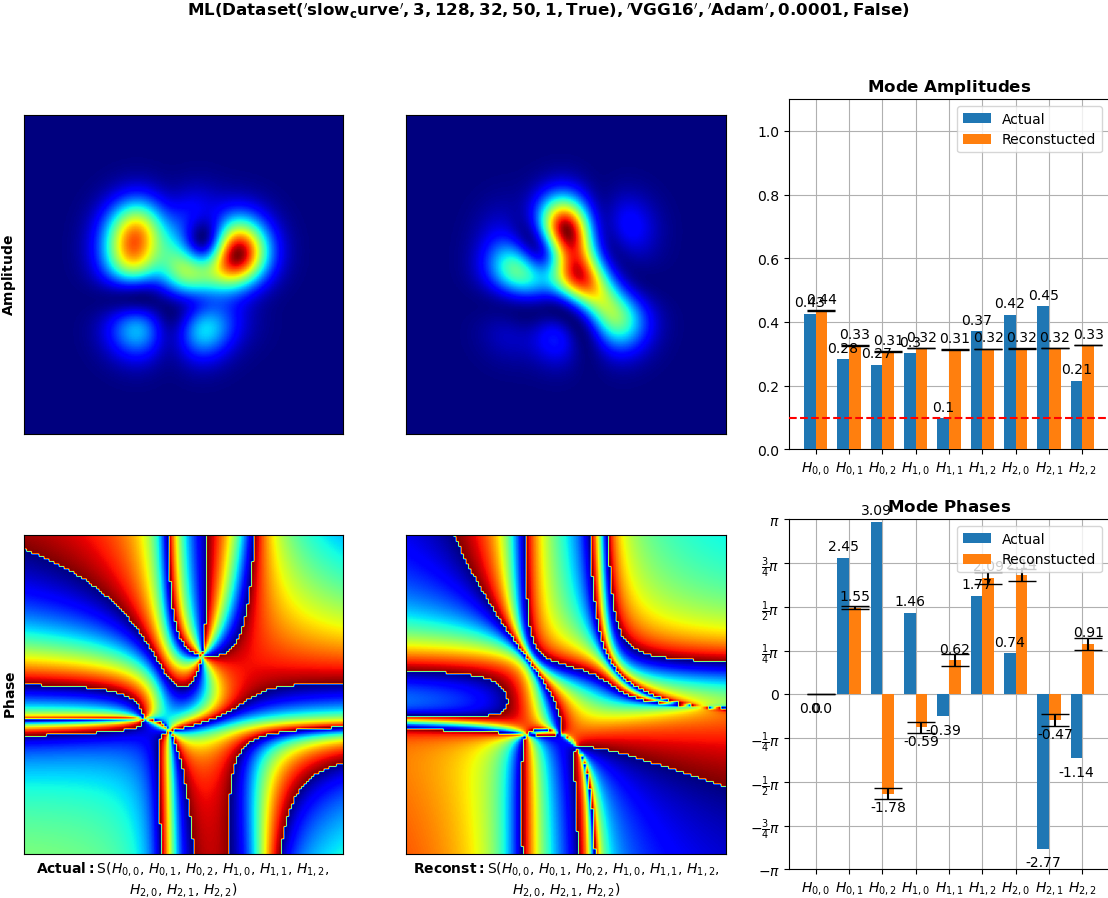 ML(Dataset('slow_curve', 3, 128, 32, 50, 1, True), 'VGG16', 'Adam', 0.0001, False)
Amplitude
Mode Amplitudes
Actual
Reconstucted
1.0
0.8
0.6
0.4
0.2
0.0
0.43
0.44
0.28
0.33
0.27
0.31
0.3
0.32
0.1
0.31
0.37
0.32
0.42
0.32
0.45
0.32
0.21
0.33
H0,0 H0,1 H0,2 H1,0 H1,1 H1,2 H2,0 H2,1 H2,2
Phase
Mode Phases
Actual
Reconstucted
π
3/4π
1/2π
1/4π
0
−1/4π
−1/2π
−3/4π
−π
0.0
0.0
2.45
1.55
3.09
-1.78
1.46
-0.59
-0.39
0.62
1.77
2.09
0.74
-2.77
-0.47
-1.14
0.91
H0,0 H0,1 H0,2 H1,0 H1,1 H1,2 H2,0 H2,1 H2,2
Actual: S(H0,0, H0,1, H0,2, H1,0, H1,1, H1,2,
H2,0, H2,1, H2,2)
Reconst: S(H0,0, H0,1, H0,2, H1,0, H1,1, H1,2,
H2,0, H2,1, H2,2)